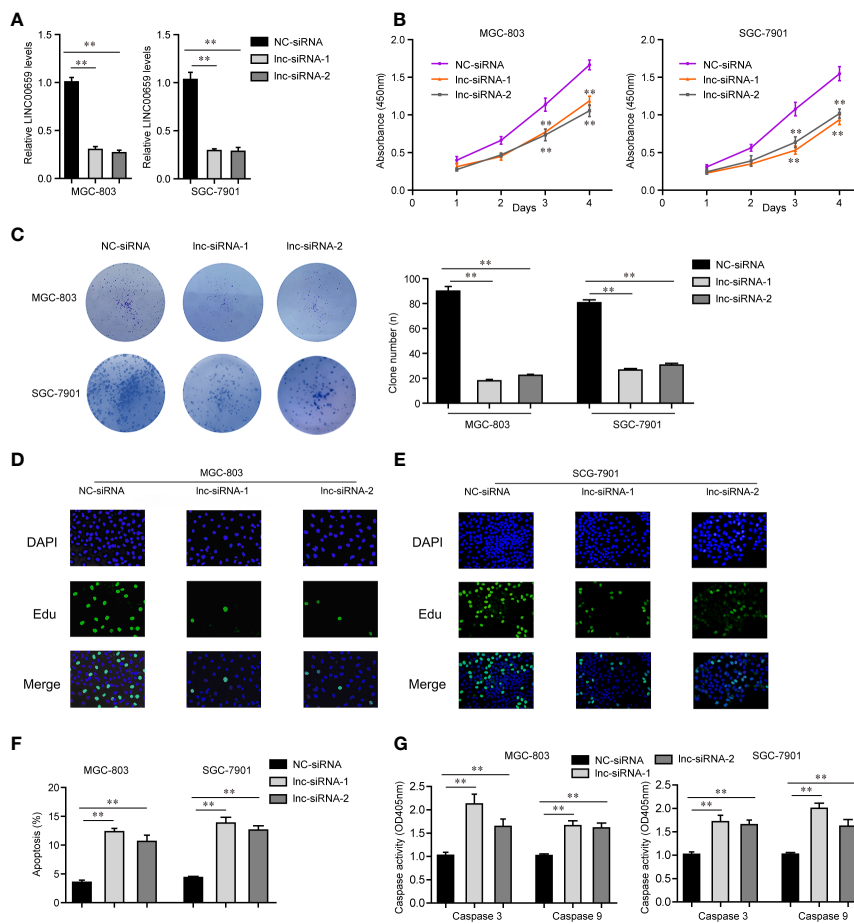 A
Relative LINC00659 levels
1.5
1.0
0.5
0.0
**
**
MGC-803
Relative LINC00659 levels
1.5
1.0
0.5
0.0
**
**
SGC-7901
NC-siRNA
lnc-siRNA-1
lnc-siRNA-2
B
MGC-803
Absorbance (450nm)
2.0
1.5
1.0
0.5
0.0
NC-siRNA
lnc-siRNA-1
lnc-siRNA-2
**
**
**
**
0 1 2 3 4
Days
SGC-7901
Absorbance (450nm)
2.0
1.5
1.0
0.5
0.0
NC-siRNA
lnc-siRNA-1
lnc-siRNA-2
**
**
**
**
0 1 2 3 4
Days
C
NC-siRNA lnc-siRNA-1 lnc-siRNA-2
MGC-803
SGC-7901
Clone number (n)
100
80
60
40
20
0
**
**
**
**
MGC-803 SGC-7901
NC-siRNA
lnc-siRNA-1
lnc-siRNA-2
D
MGC-803
NC-siRNA lnc-siRNA-1 lnc-siRNA-2
DAPI
Edu
Merge
E
SCG-7901
NC-siRNA lnc-siRNA-1 lnc-siRNA-2
DAPI
Edu
Merge
F
MGC-803 SGC-7901
Apoptosis (%)
20
15
10
5
0
**
**
**
**
NC-siRNA
lnc-siRNA-1
lnc-siRNA-2
G
MGC-803
NC-siRNA lnc-siRNA-2
lnc-siRNA-1
SGC-7901
Caspase activity (OD405nm)
2.5
2.0
1.5
1.0
0.5
0.0
**
**
**
**
Caspase 3 Caspase 9
Caspase activity (OD405nm)
2.5
2.0
1.5
1.0
0.5
0.0
**
**
**
**
Caspase 3 Caspase 9